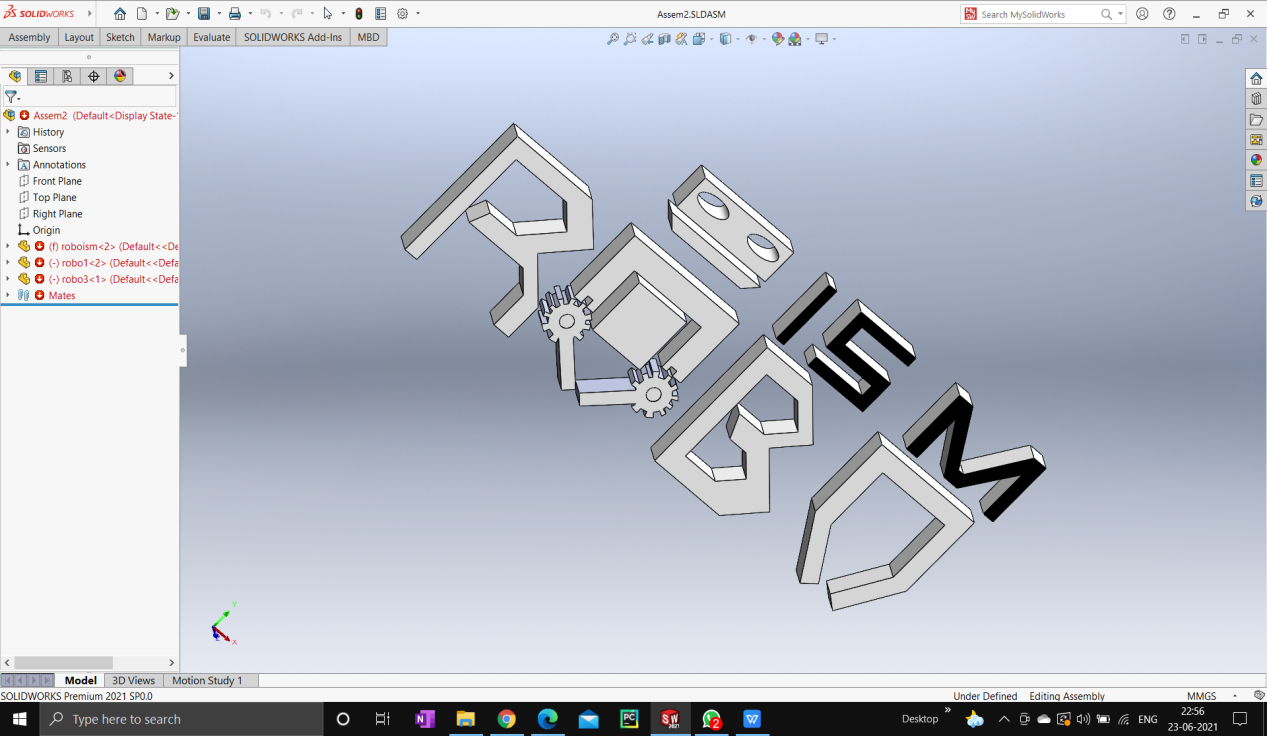 SOLIDWORKS
Assem2.SLDASM
Search MySolidWorks
Assembly
Layout
Sketch
Markup
Evaluate
SOLIDWORKS Add-Ins
MBD
Assem2 (Default<Display State-
History
Sensors
Annotations
Front Plane
Top Plane
Right Plane
Origin
(f) roboism<2> (Default<<De
(-) robo1<2> (Default<<Defa
(-) robo3<1> (Default<<Defa
Mates
ISM
Y
X
Model
3D Views
Motion Study 1
SOLIDWORKS Premium 2021 SP0.0
Under Defined
Editing Assembly
MMGS
Type here to search
Desktop
ENG
22:56
23-06-2021